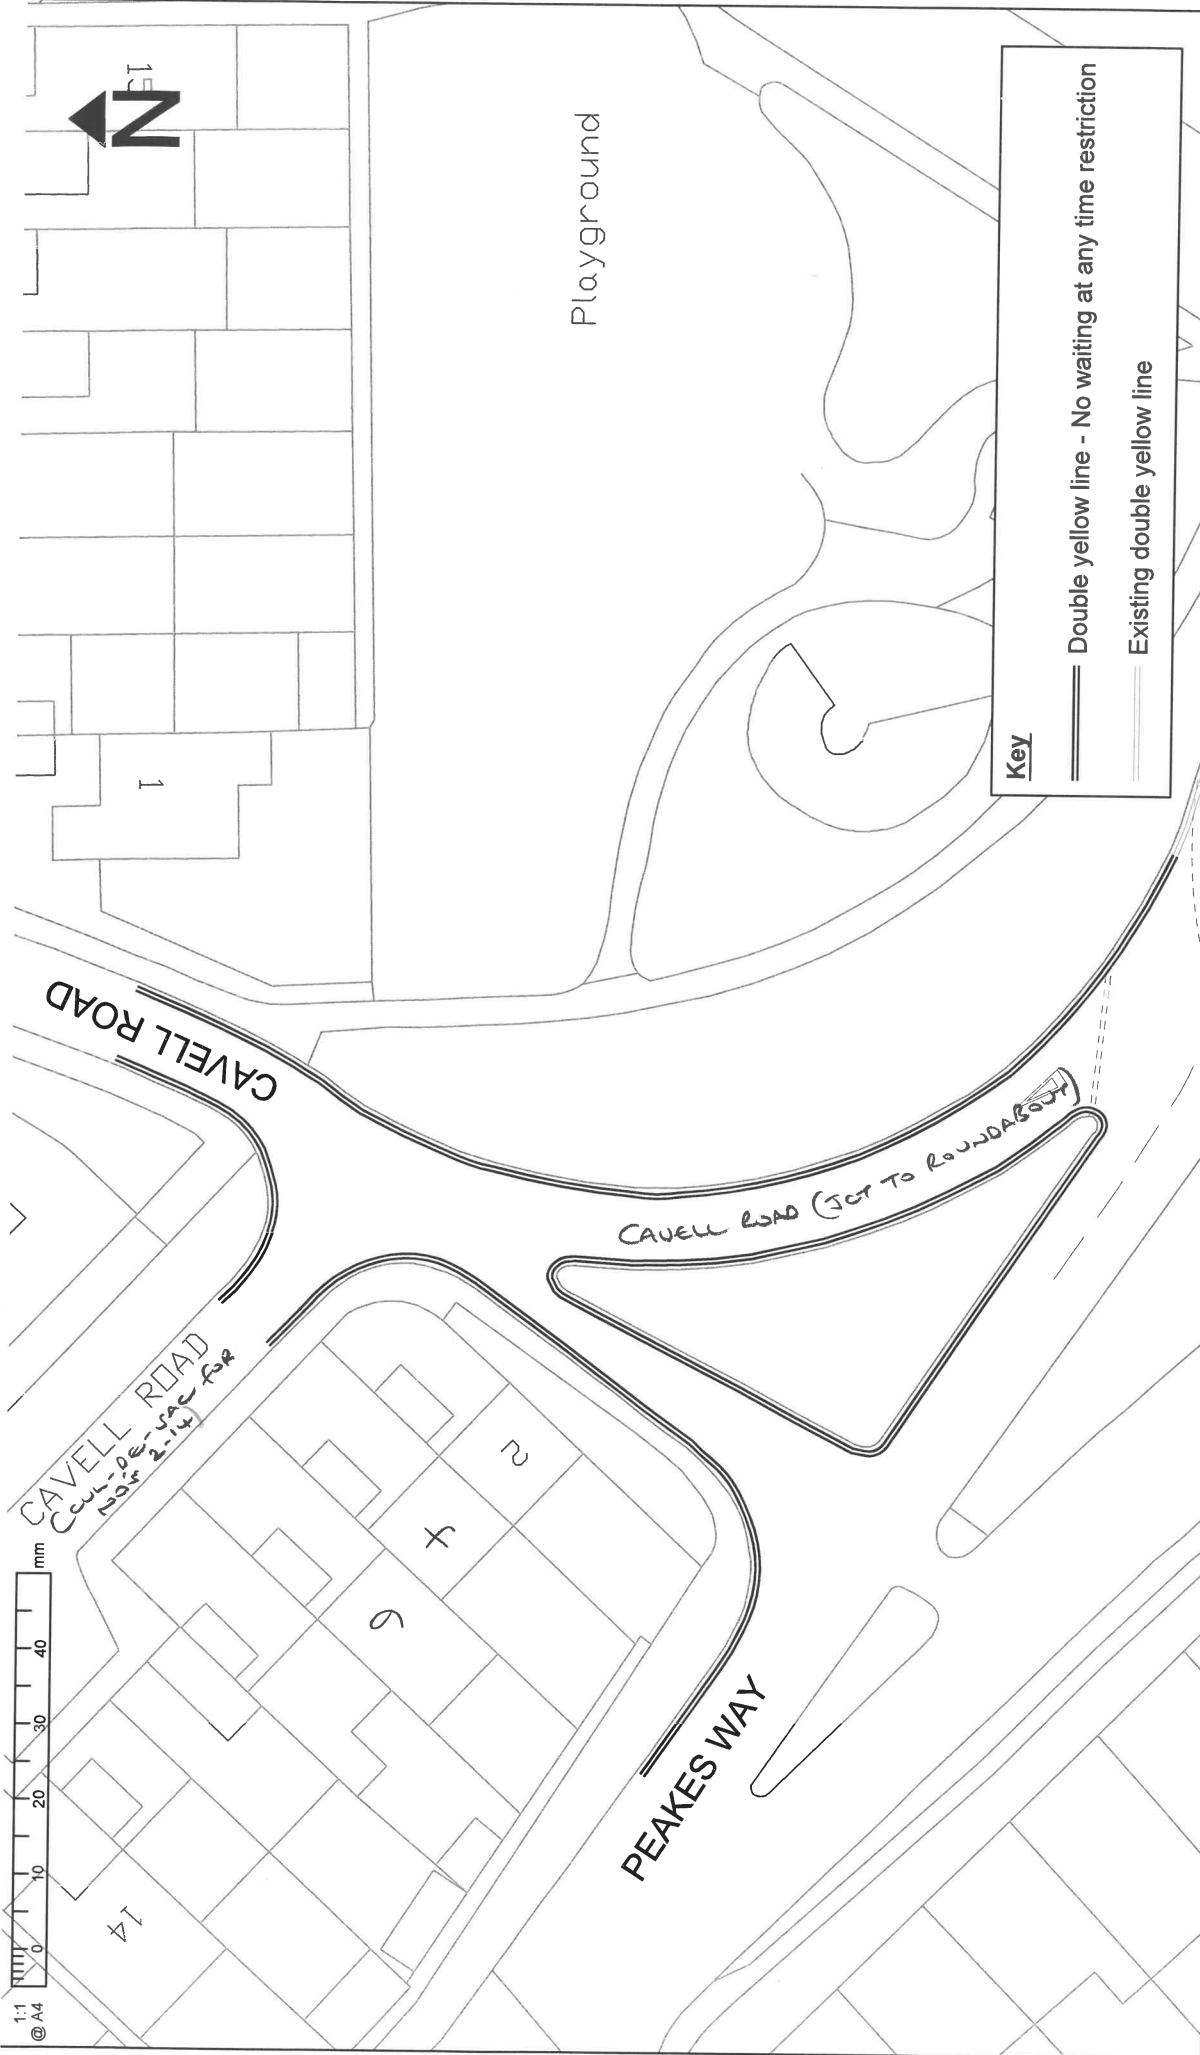 1:1
@ A4
0 10 20 30 40 mm
N
15
1
14
CAVELL ROAD
CAVELL ROAD
(CUL-DE-SAC FOR
NOS 2-14)
CAVELL ROAD (JCT TO ROUNDABOUT)
2
4
6
PEAKES WAY
Playground
Key
Double yellow line - No waiting at any time restriction
Existing double yellow line